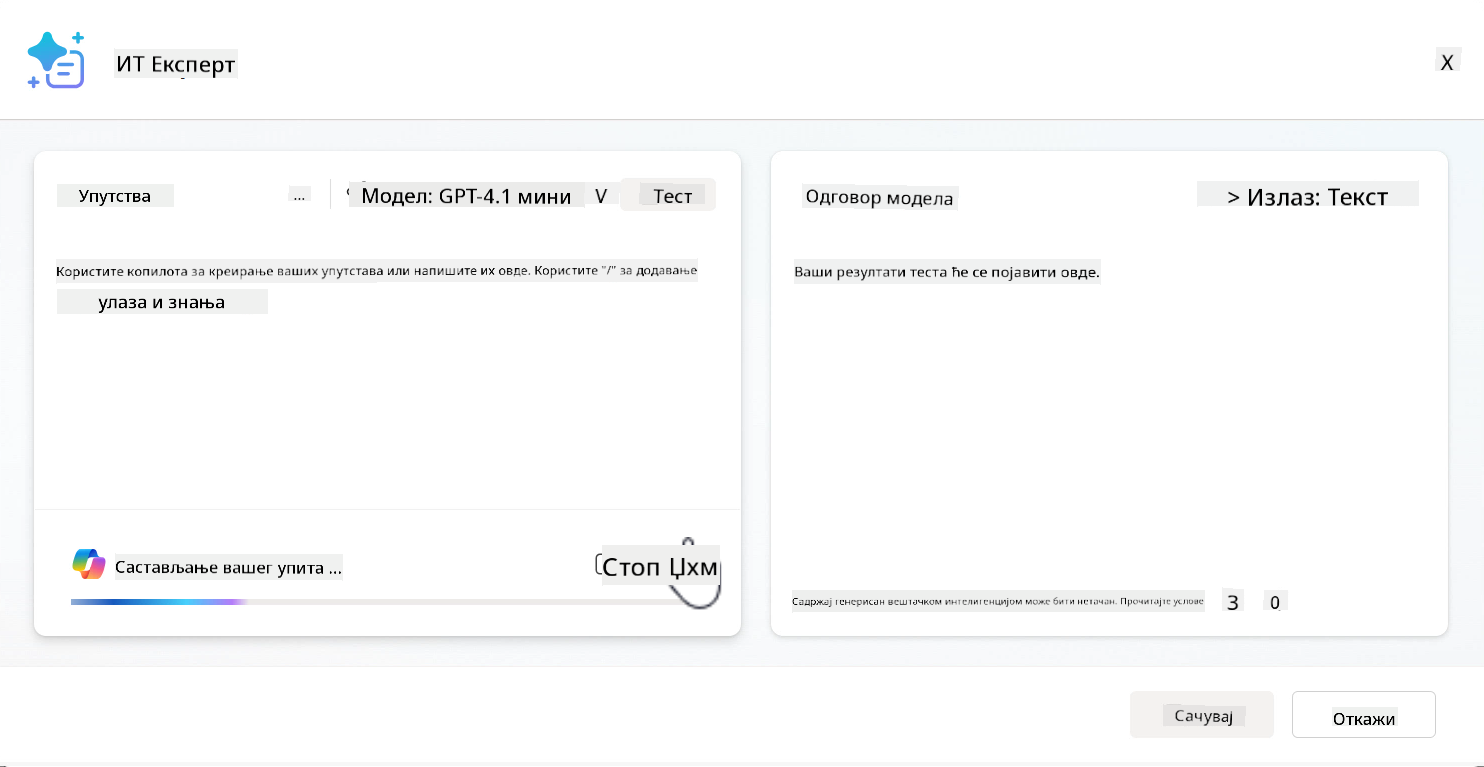 ИТ Експерт
X
Упутства
...
Модел: GPT-4.1 мини
V
Тест
Користите копилота за креирање ваших упутстава или напишите их овде. Користите "/" за додавање
улаза и знања
Састављање вашег упита ...
Стоп Џхм
Одговор модела
> Излаз: Текст
Ваши резултати теста ће се појавити овде.
Садржај генерисан вештачком интелигенцијом може бити нетачан. Прочитајте услове
3
0
Сачувај
Откажи